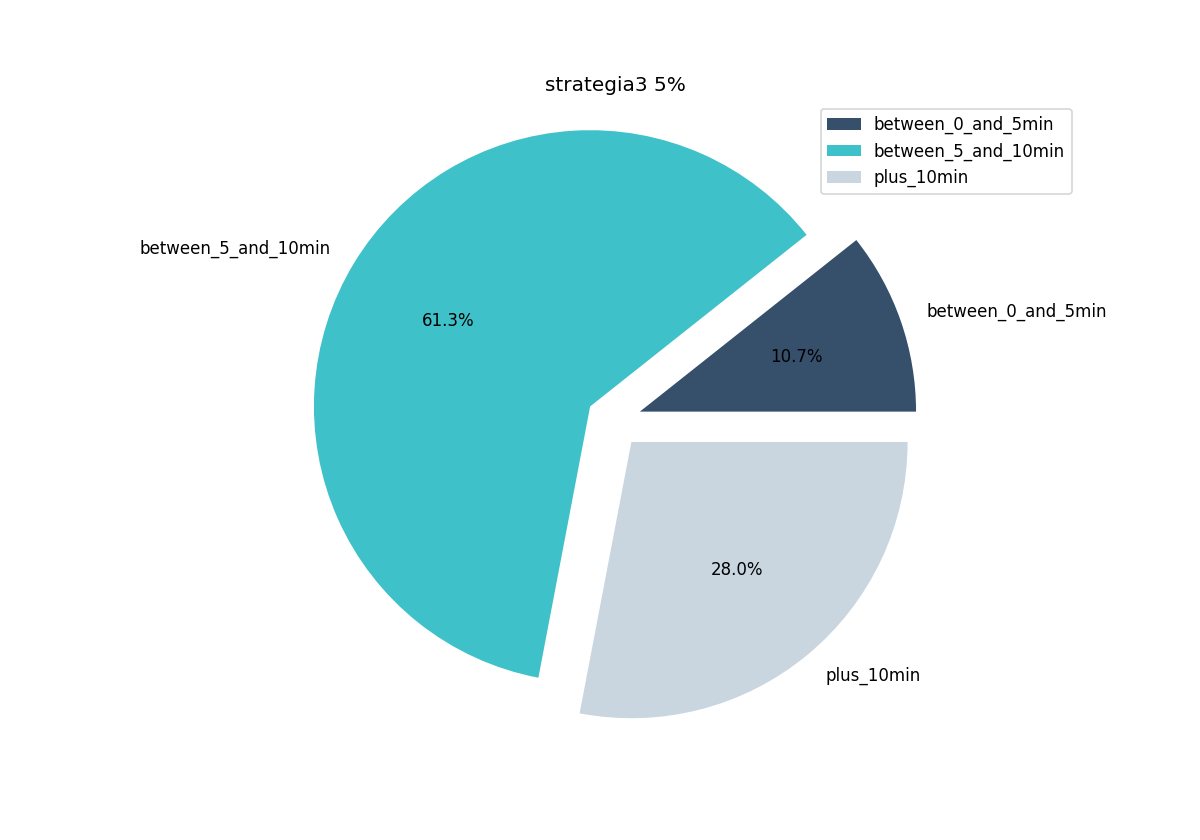 strategia3 5%
between_0_and_5min
between_5_and_10min
plus_10min
between_5_and_10min
between_0_and_5min
61.3%
10.7%
28.0%
plus_10min